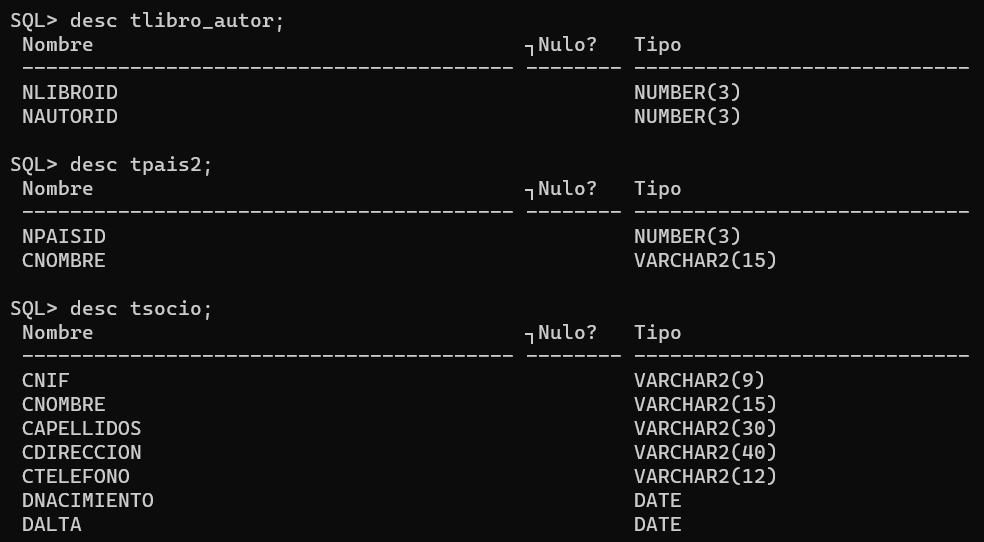 SQL> desc tlibro_autor;
Nombre ┐Nulo? Tipo
----------------------------------------- -------- ----------------------------
NLIBROID NUMBER(3)
NAUTORID NUMBER(3)
SQL> desc tpais2;
Nombre ┐Nulo? Tipo
----------------------------------------- -------- ----------------------------
NPAISID NUMBER(3)
CNOMBRE VARCHAR2(15)
SQL> desc tsocio;
Nombre ┐Nulo? Tipo
----------------------------------------- -------- ----------------------------
CNIF VARCHAR2(9)
CNOMBRE VARCHAR2(15)
CAPELLIDOS VARCHAR2(30)
CDIRECCION VARCHAR2(40)
CTELEFONO VARCHAR2(12)
DNACIMIENTO DATE
DALTA DATE